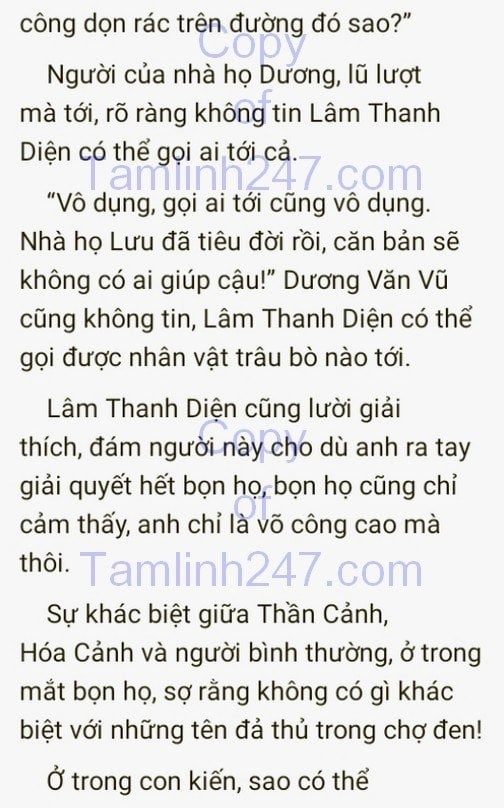 công dọn rác trên đường đó sao?”
Copy
Người của nhà họ Dương, lũ lượt
mà tới, rõ ràng không tin Lâm Thanh
of
Diện có thể gọi ai tới cả.
Tamlinh247.com
“Vô dụng, gọi ai tới cũng vô dụng.
Nhà họ Lưu đã tiêu đời rồi, căn bản sẽ
không có ai giúp cậu!” Dương Văn Vũ
cũng không tin, Lâm Thanh Diện có thể
gọi được nhân vật trâu bò nào tới.
Lâm Thanh Diện cũng lười giải
thích, đám người này cho dù anh ra tay
Copy
giải quyết hết bọn họ, bọn họ cũng chỉ
of
cảm thấy, anh chỉ là võ công cao mà
thôi.
Tamlinh247.com
Sự khác biệt giữa Thần Cảnh,
Hóa Cảnh và người bình thường, ở trong
mắt bọn họ, sợ rằng không có gì khác
biệt với những tên đả thủ trong chợ đen!
Ở trong con kiến, sao có thể